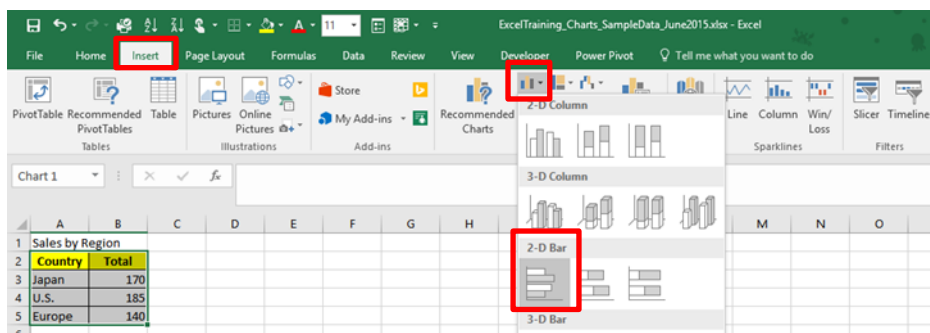 11
ExcelTraining_Charts_SampleData_June2015.xlsx - Excel
File Home Insert Page Layout Formulas Data Review View Developer Power Pivot Tell me what you want to do
PivotTable Recommended PivotTables Table Pictures Online Pictures Store My Add-ins Recommended Charts Line Column Win/Loss Slicer Timeline
Tables Illustrations Add-ins Sparklines Filters
2-D Column
3-D Column
2-D Bar
3-D Bar
Chart 1 fx
A B C D E F G H M N O
1 Sales by Region
2 Country Total
3 Japan 170
4 U.S. 185
5 Europe 140